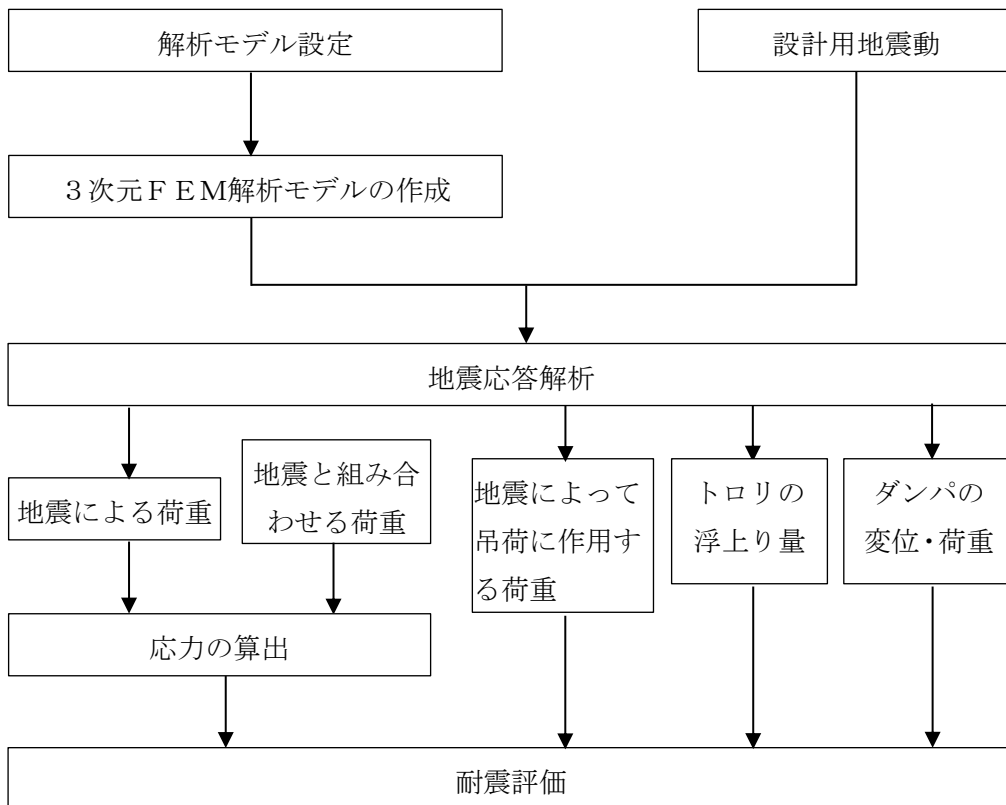 解析モデル設定
設計用地震動
３次元ＦＥＭ解析モデルの作成
地震応答解析
地震による荷重
地震と組み合
わせる荷重
地震によって
吊荷に作用す
る荷重
トロリの
浮上り量
ダンパの
変位・荷重
応力の算出
耐震評価